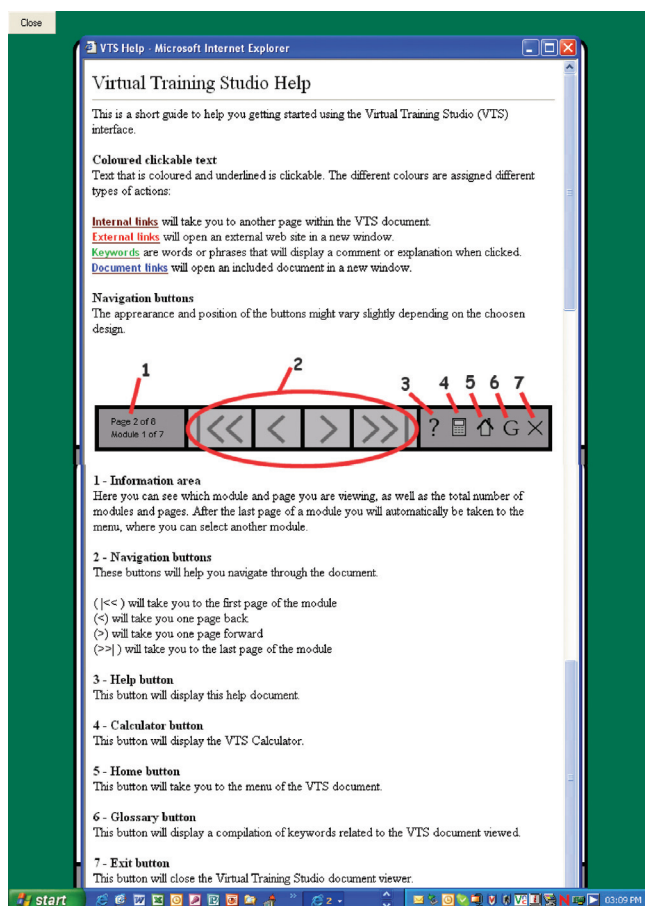 Close
VTS Help - Microsoft Internet Explorer
Virtual Training Studio Help
This is a short guide to help you getting started using the Virtual Training Studio (VTS)
interface.
Coloured clickable text
Text that is coloured and underlined is clickable. The different colours are assigned different
types of actions:
Internal links will take you to another page within the VTS document.
External links will open an external web site in a new window.
Keywords are words or phrases that will display a comment or explanation when clicked.
Document links will open an included document in a new window.
Navigation buttons
The apprearance and position of the buttons might vary slightly depending on the choosen
design.
1 2 3 4 5 6 7
Page 2 of 8
Module 1 of 7
|<< < > >>| ? G X
1 - Information area
Here you can see which module and page you are viewing, as well as the total number of
modules and pages. After the last page of a module you will automatically be taken to the
menu, where you can select another module.
2 - Navigation buttons
These buttons will help you navigate through the document.
( |<< ) will take you to the first page of the module
(<) will take you one page back
(>) will take you one page forward
(>>| ) will take you to the last page of the module
3 - Help button
This button will display this help document.
4 - Calculator button
This button will display the VTS Calculator.
5 - Home button
This button will take you to the menu of the VTS document.
6 - Glossary button
This button will display a compilation of keywords related to the VTS document viewed.
7 - Exit button
This button will close the Virtual Training Studio document viewer.
start 2 03:09 PM